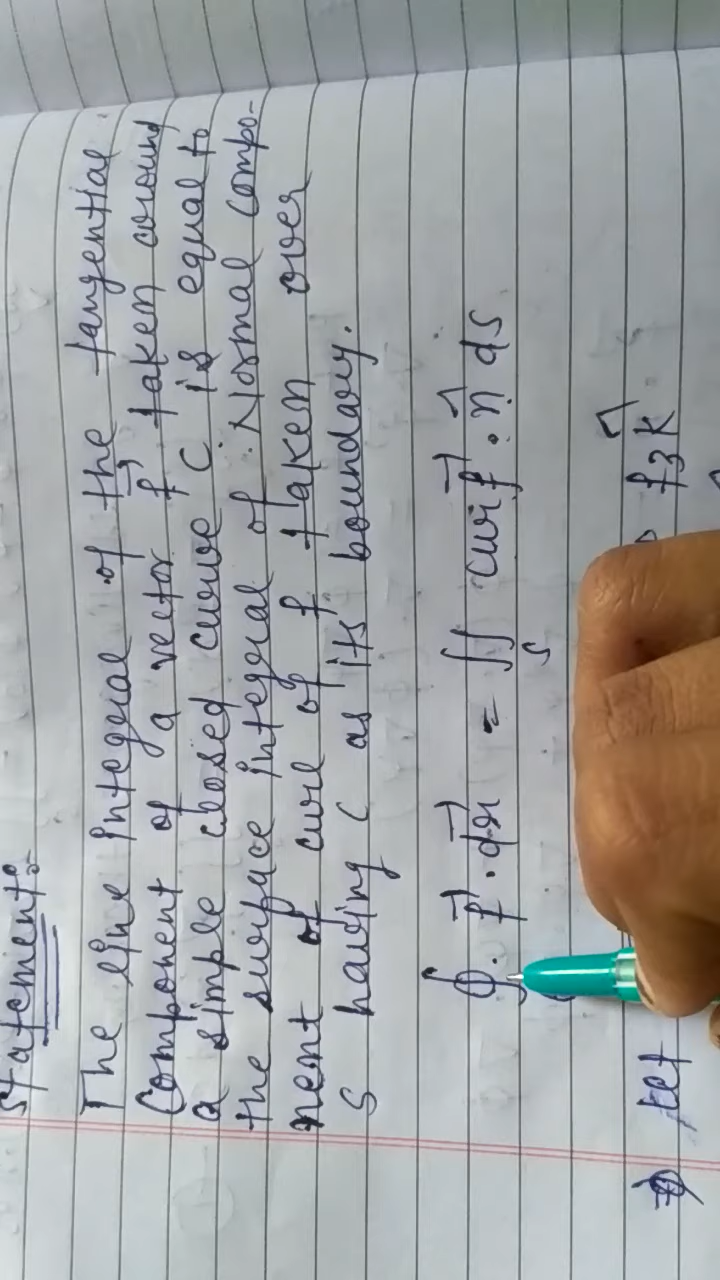 Statement:-
The line integral of the tangential
Component of a vector f⃗ taken around
a simple closed curve C is equal to
the surface integral of Normal compo-
nent of curl of f taken over
S having C as its boundary.
∮ . f⃗ . dr⃗ = ∬ curl f⃗ . n̂ ds
S
let f₃k̂